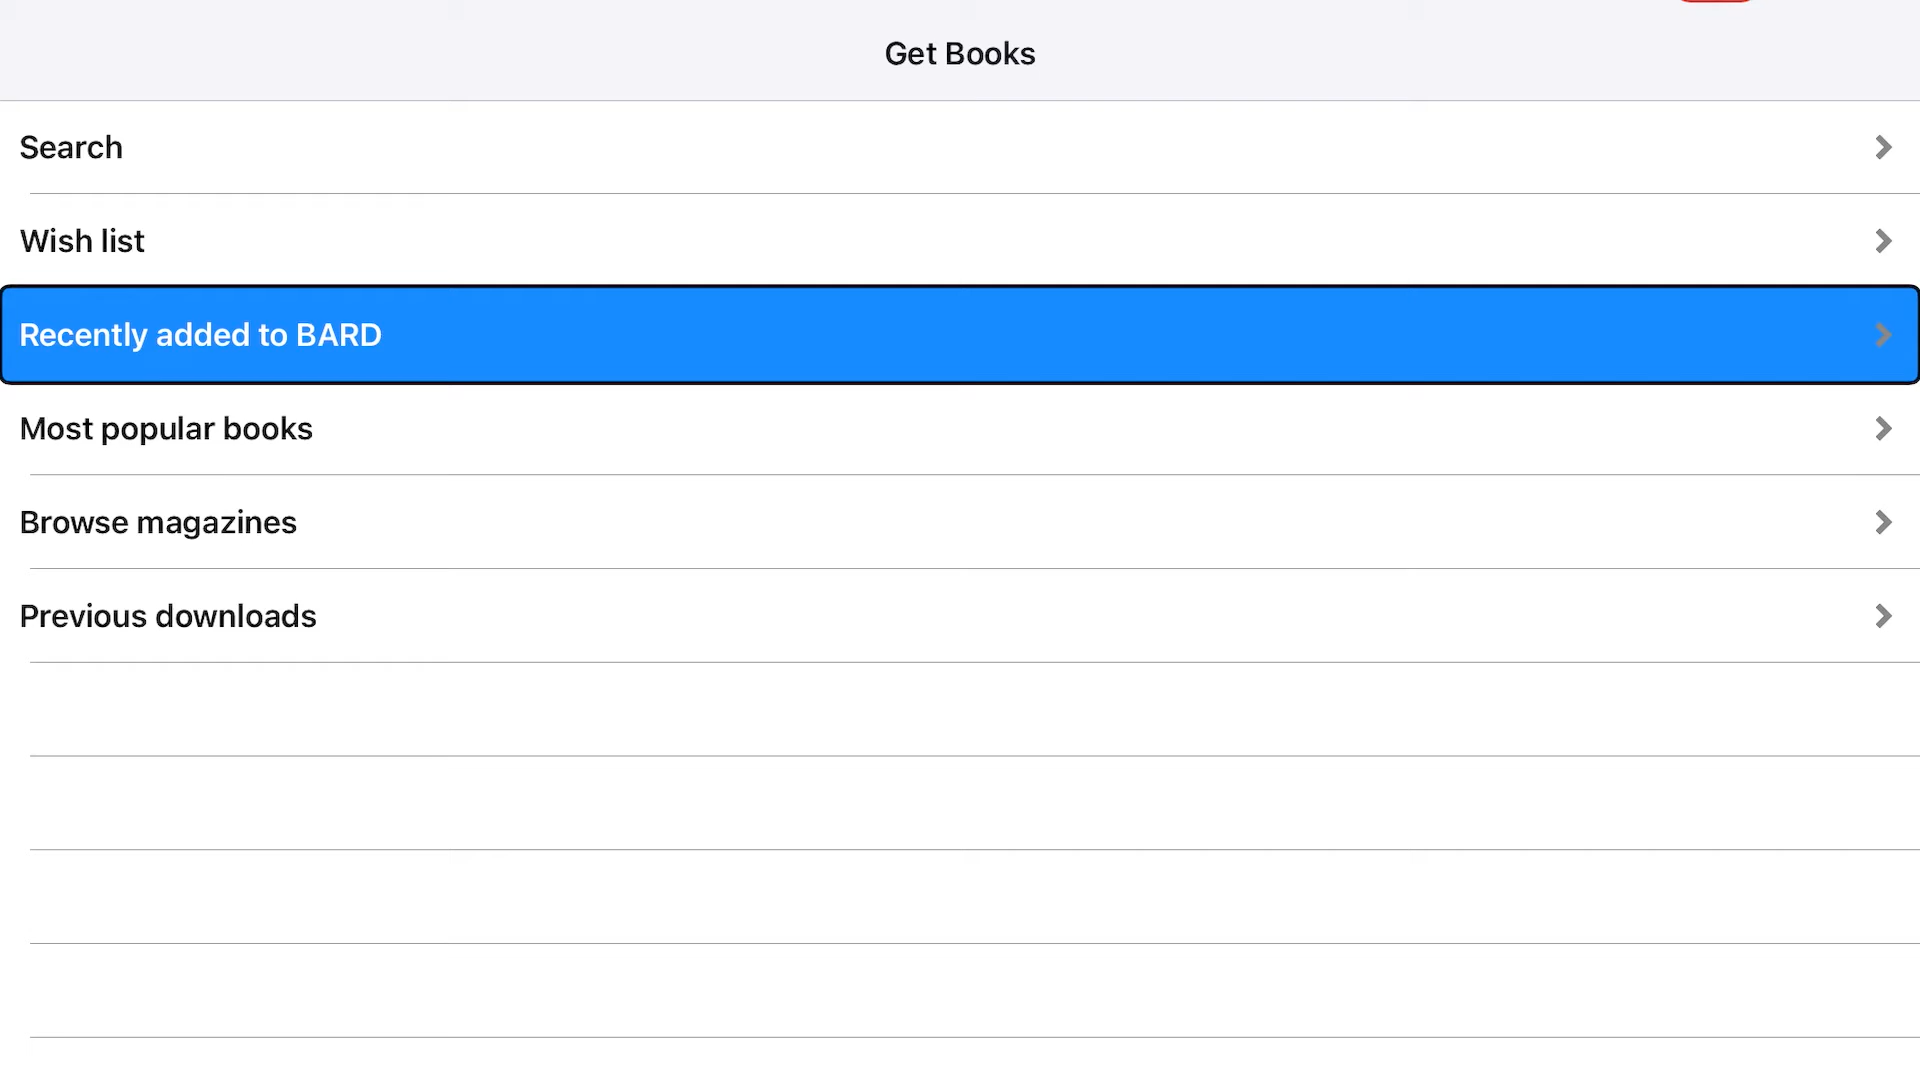 Get Books
Search
Wish list
Recently added to BARD
Most popular books
Browse magazines
Previous downloads